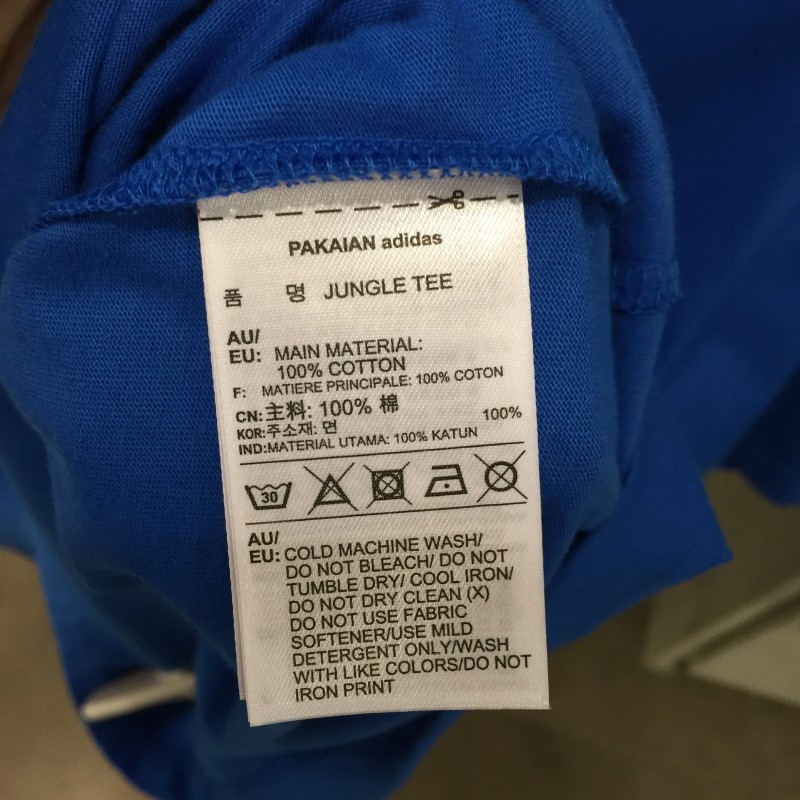 PAKAIAN adidas
품 명 JUNGLE TEE
AU/
EU: MAIN MATERIAL:
100% COTTON
F: MATIERE PRINCIPALE: 100% COTON
CN: 主料: 100% 棉
KOR: 주소재: 면 100%
IND: MATERIAL UTAMA: 100% KATUN
30
AU/
EU: COLD MACHINE WASH/
DO NOT BLEACH/ DO NOT
TUMBLE DRY/ COOL IRON/
DO NOT DRY CLEAN (X)
DO NOT USE FABRIC
SOFTENER/USE MILD
DETERGENT ONLY/WASH
WITH LIKE COLORS/DO NOT
IRON PRINT